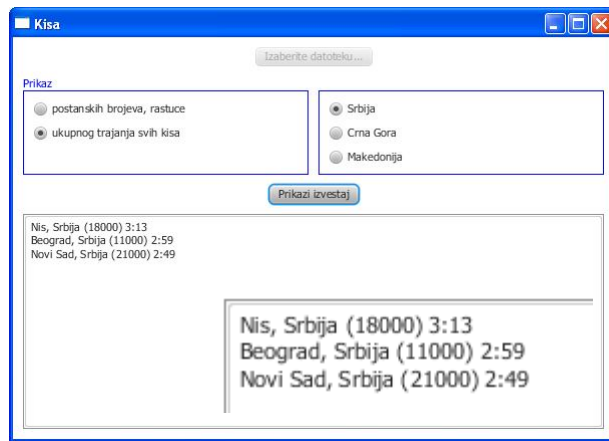 Kisa
Izaberite datoteku...
Prikaz
postanskih brojeva, rastuce
ukupnog trajanja svih kisa
Srbija
Crna Gora
Makedonija
Prikazi izvestaj
Nis, Srbija (18000) 3:13
Beograd, Srbija (11000) 2:59
Novi Sad, Srbija (21000) 2:49
Nis, Srbija (18000) 3:13
Beograd, Srbija (11000) 2:59
Novi Sad, Srbija (21000) 2:49